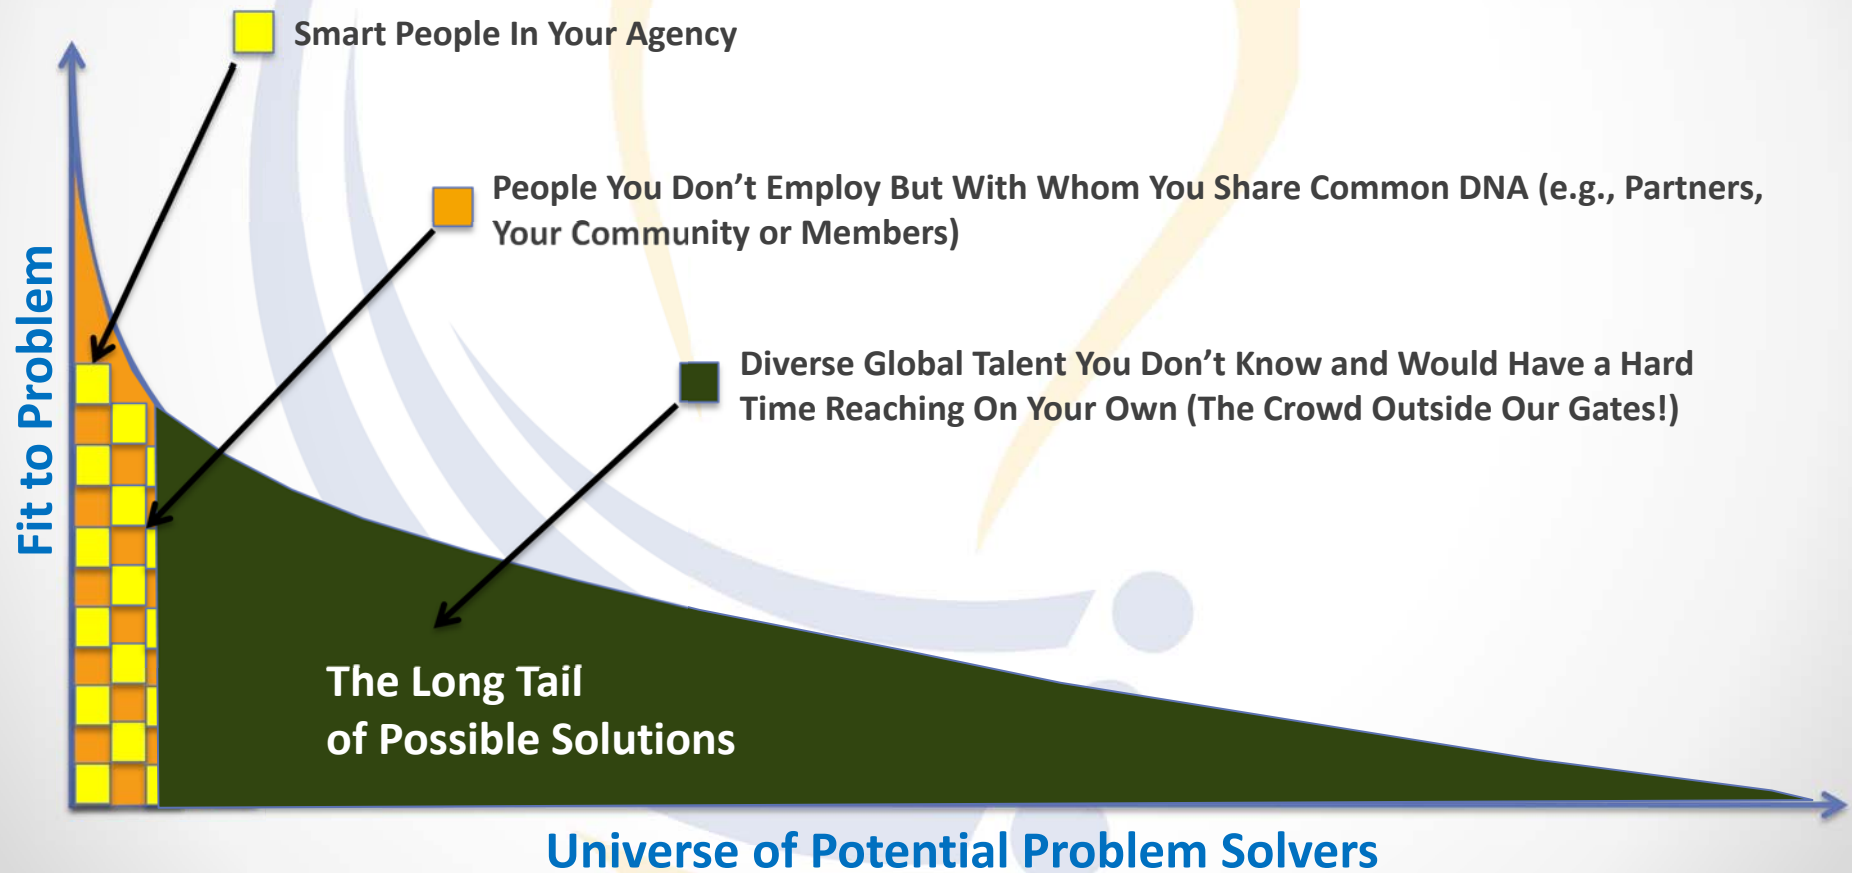 Smart People In Your Agency
People You Don’t Employ But With Whom You Share Common DNA (e.g., Partners,
Your Community or Members)
Diverse Global Talent You Don’t Know and Would Have a Hard
Time Reaching On Your Own (The Crowd Outside Our Gates!)
Fit to Problem
The Long Tail
of Possible Solutions
Universe of Potential Problem Solvers